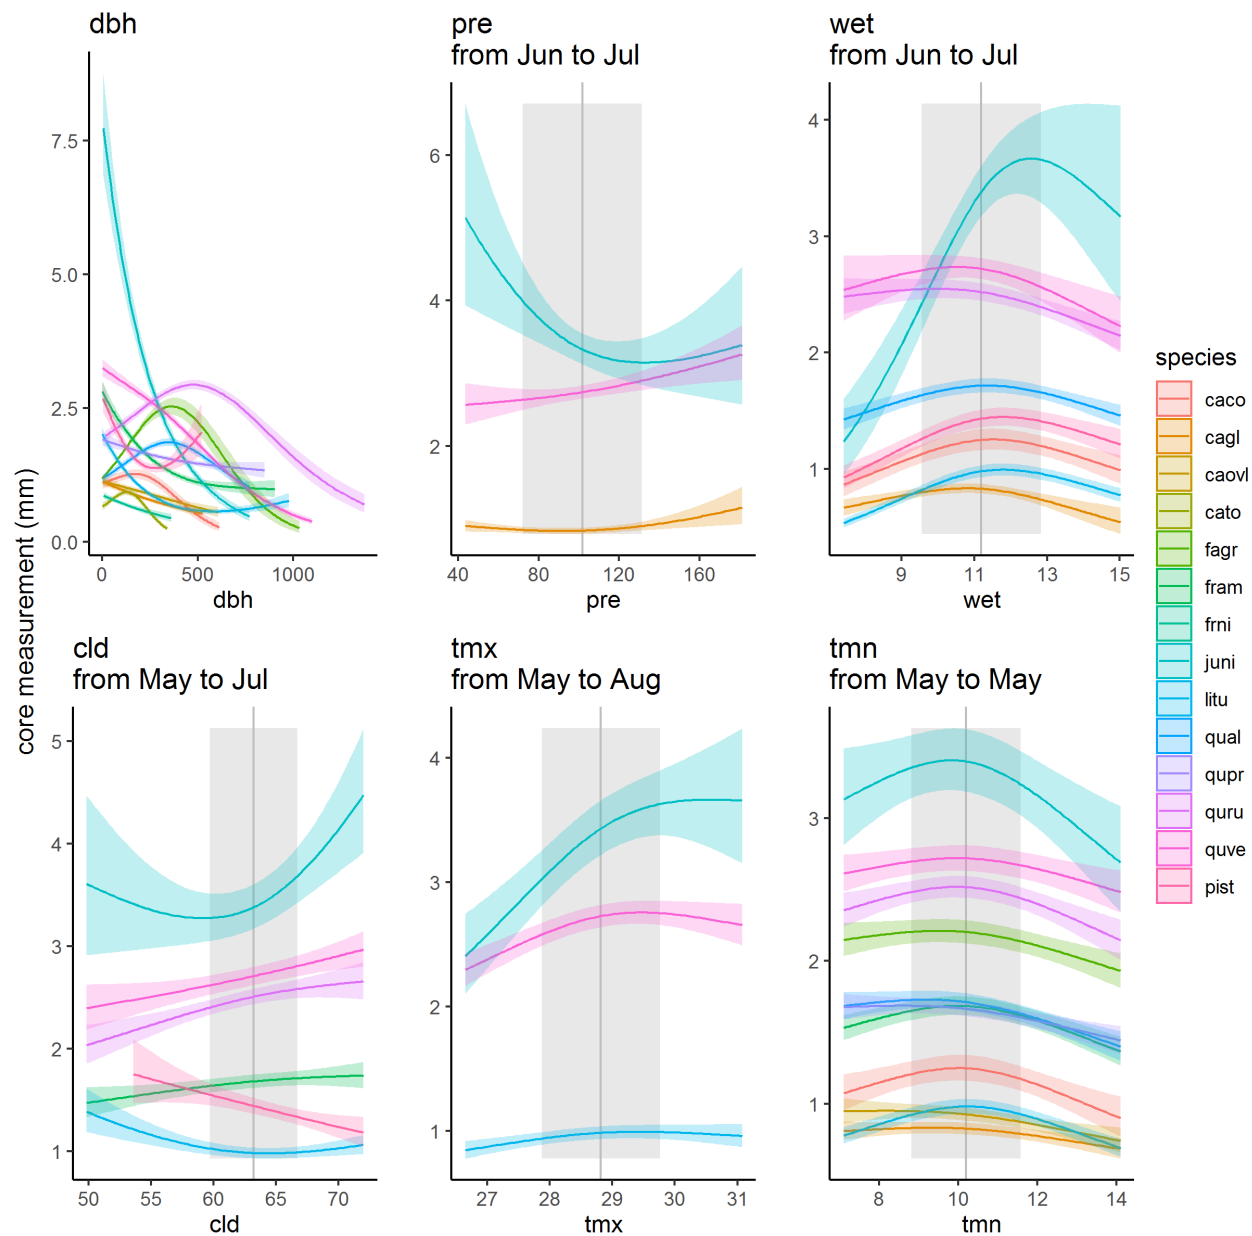 dbh
7.5
5.0
2.5
0.0
0 500 1000
dbh
pre
from Jun to Jul
6
4
2
40 80 120 160
pre
wet
from Jun to Jul
4
3
2
1
9 11 13 15
wet
core measurement (mm)
cld
from May to Jul
5
4
3
2
1
50 55 60 65 70
cld
tmx
from May to Aug
4
3
2
1
27 28 29 30 31
tmx
tmn
from May to May
3
2
1
8 10 12 14
tmn
species
caco
cagl
caovl
cato
fagr
fram
frni
juni
litu
qual
qupr
quru
quve
pist